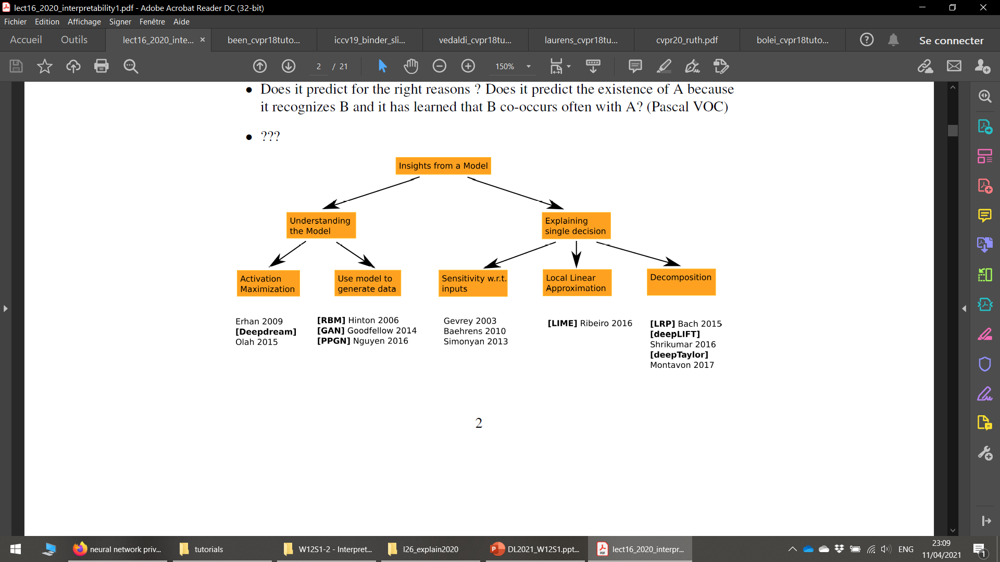 lect16_2020_interpretability1.pdf - Adobe Acrobat Reader DC (32-bit)
Fichier Edition Affichage Signer Fenêtre Aide
Accueil Outils lect16_2020_inte... been_cvpr18tuto... iccv19_binder_sli... vedaldi_cvpr18tu... laurens_cvpr18tu... cvpr20_ruth.pdf bolei_cvpr18tuto... Se connecter
2 / 21 150%
• Does it predict for the right reasons ? Does it predict the existence of A because
it recognizes B and it has learned that B co-occurs often with A? (Pascal VOC)
• ???
Insights from a Model
Understanding
the Model
Explaining
single decision
Activation
Maximization
Use model to
generate data
Sensitivity w.r.t.
inputs
Local Linear
Approximation
Decomposition
Erhan 2009
[Deepdream]
Olah 2015
[RBM] Hinton 2006
[GAN] Goodfellow 2014
[PPGN] Nguyen 2016
Gevrey 2003
Baehrens 2010
Simonyan 2013
[LIME] Ribeiro 2016
[LRP] Bach 2015
[deepLIFT]
Shrikumar 2016
[deepTaylor]
Montavon 2017
2
neural network priv... tutorials W12S1-2 - Interpret... l26_explain2020 DL2021_W12S1.ppt... lect16_2020_interpr... ENG
23:09
11/04/2021
1